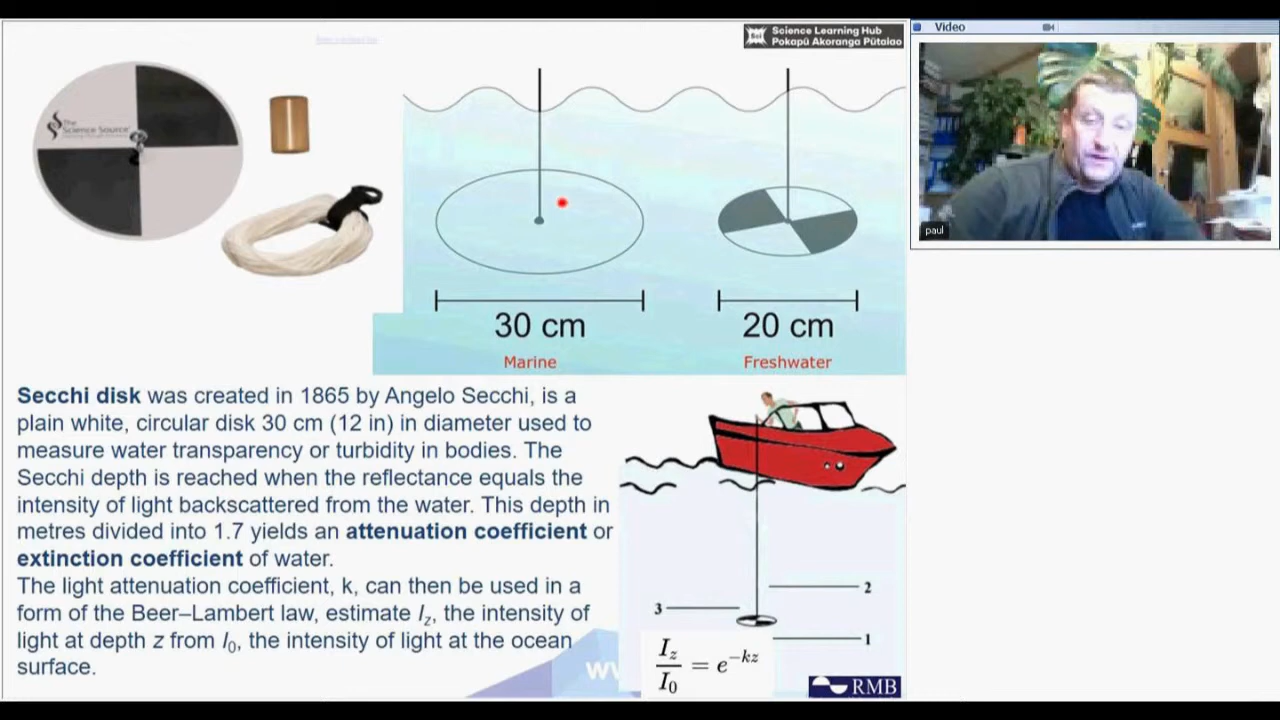 Science Learning Hub
Pokapū Akoranga Pūtaiao
Video
The
Science Source
paul
30 cm
20 cm
Marine
Freshwater
Secchi disk was created in 1865 by Angelo Secchi, is a
plain white, circular disk 30 cm (12 in) in diameter used to
measure water transparency or turbidity in bodies. The
Secchi depth is reached when the reflectance equals the
intensity of light backscattered from the water. This depth in
metres divided into 1.7 yields an attenuation coefficient or
extinction coefficient of water.
The light attenuation coefficient, k, can then be used in a
form of the Beer–Lambert law, estimate Iz, the intensity of
light at depth z from I0, the intensity of light at the ocean
surface.
2
3
1
Iz/I0 = e^-kz
RMB